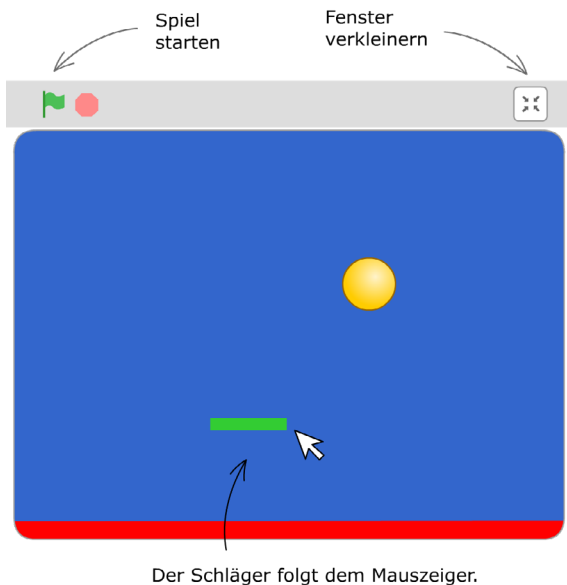 Spiel
starten
Fenster
verkleinern
Der Schläger folgt dem Mauszeiger.